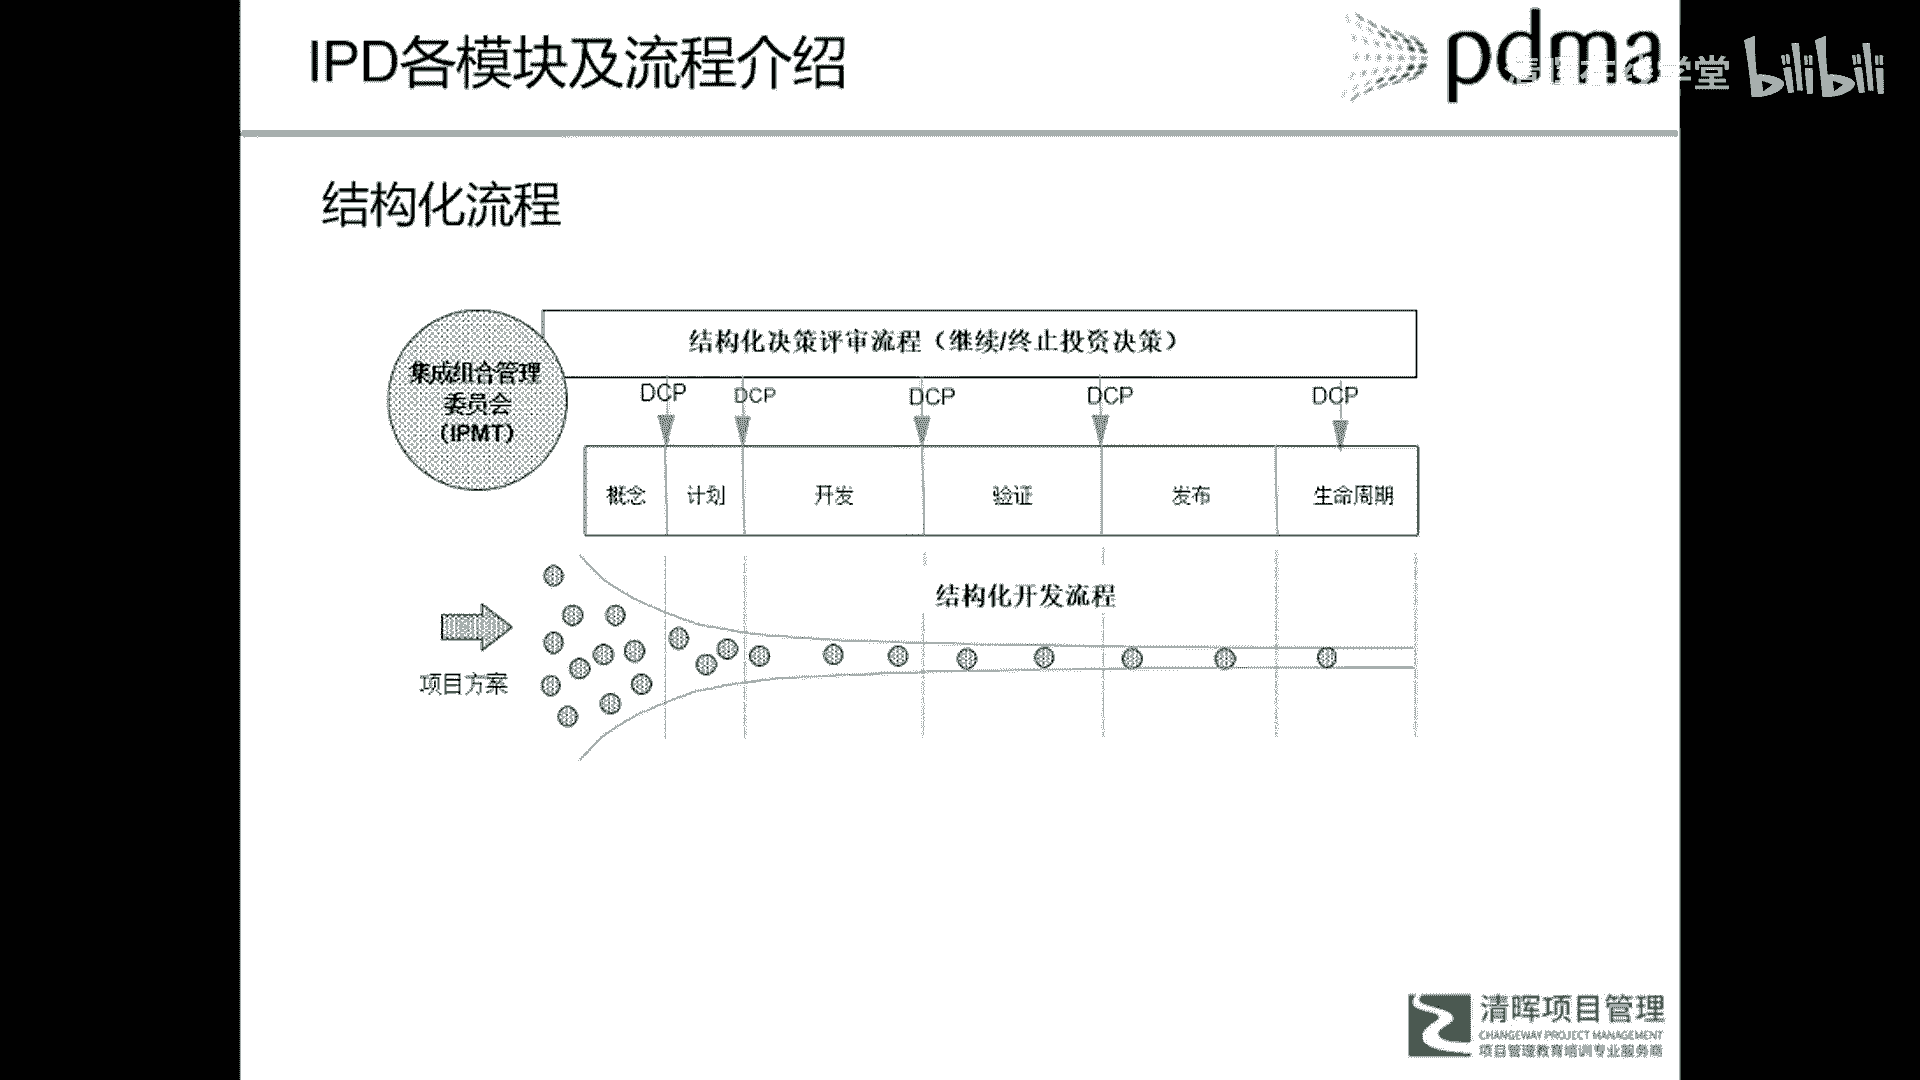 IPD各模块及流程介绍
pdma
学堂
bilibili
结构化流程
结构化决策评审流程（继续/终止投资决策）
集成组合管理
委员会
（IPMT）
DCP DCP DCP DCP DCP
概念 计划 开发 验证 发布 生命周期
结构化开发流程
项目方案
清晖项目管理
CHANGEWAY PROJECT MANAGEMENT
项目管理教育培训专业服务商